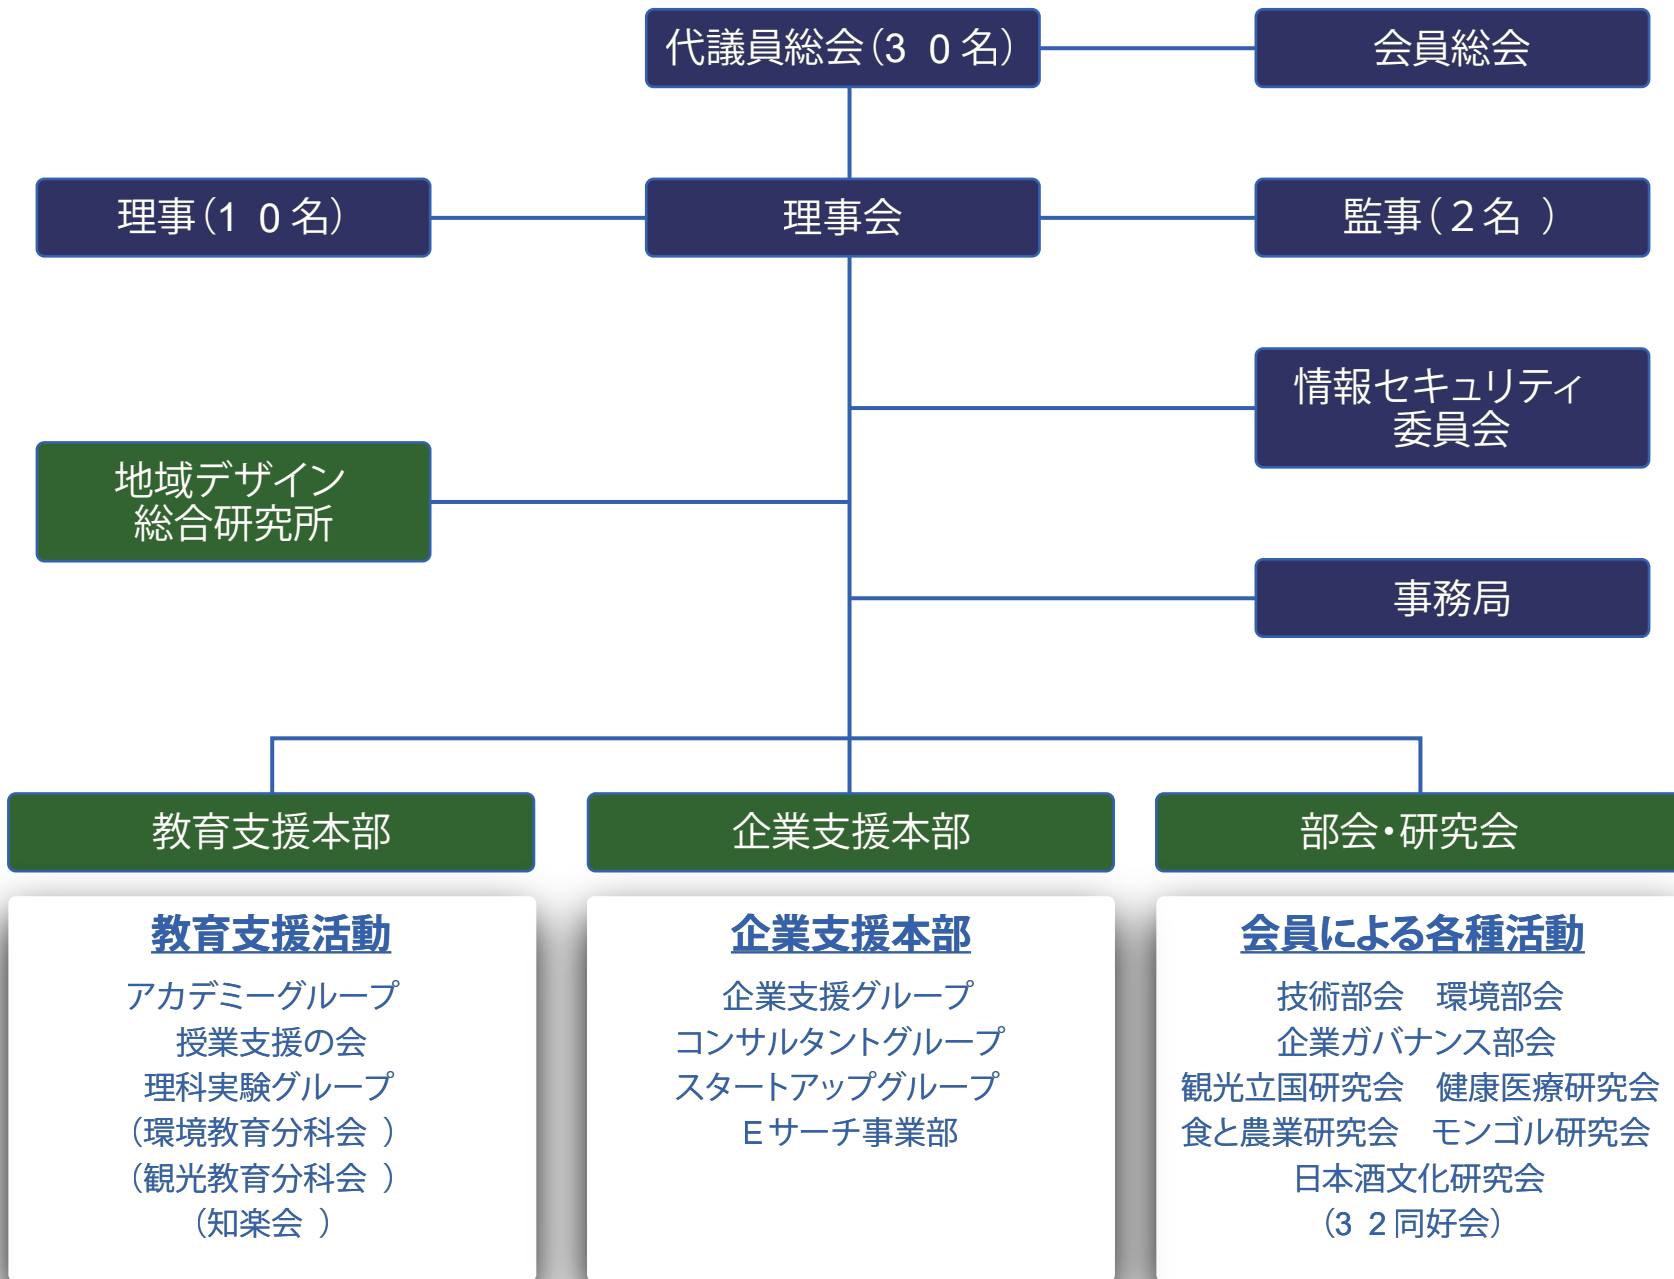 代議員総会（３０名）
会員総会
理事（１０名）
理事会
監事（２名）
情報セキュリティ
委員会
地域デザイン
総合研究所
事務局
教育支援本部
企業支援本部
部会・研究会
教育支援活動
アカデミーグループ
授業支援の会
理科実験グループ
（環境教育分科会）
（観光教育分科会）
（知楽会）
企業支援本部
企業支援グループ
コンサルタントグループ
スタートアップグループ
Ｅサーチ事業部
会員による各種活動
技術部会　環境部会
企業ガバナンス部会
観光立国研究会　健康医療研究会
食と農業研究会　モンゴル研究会
日本酒文化研究会
（３２同好会）